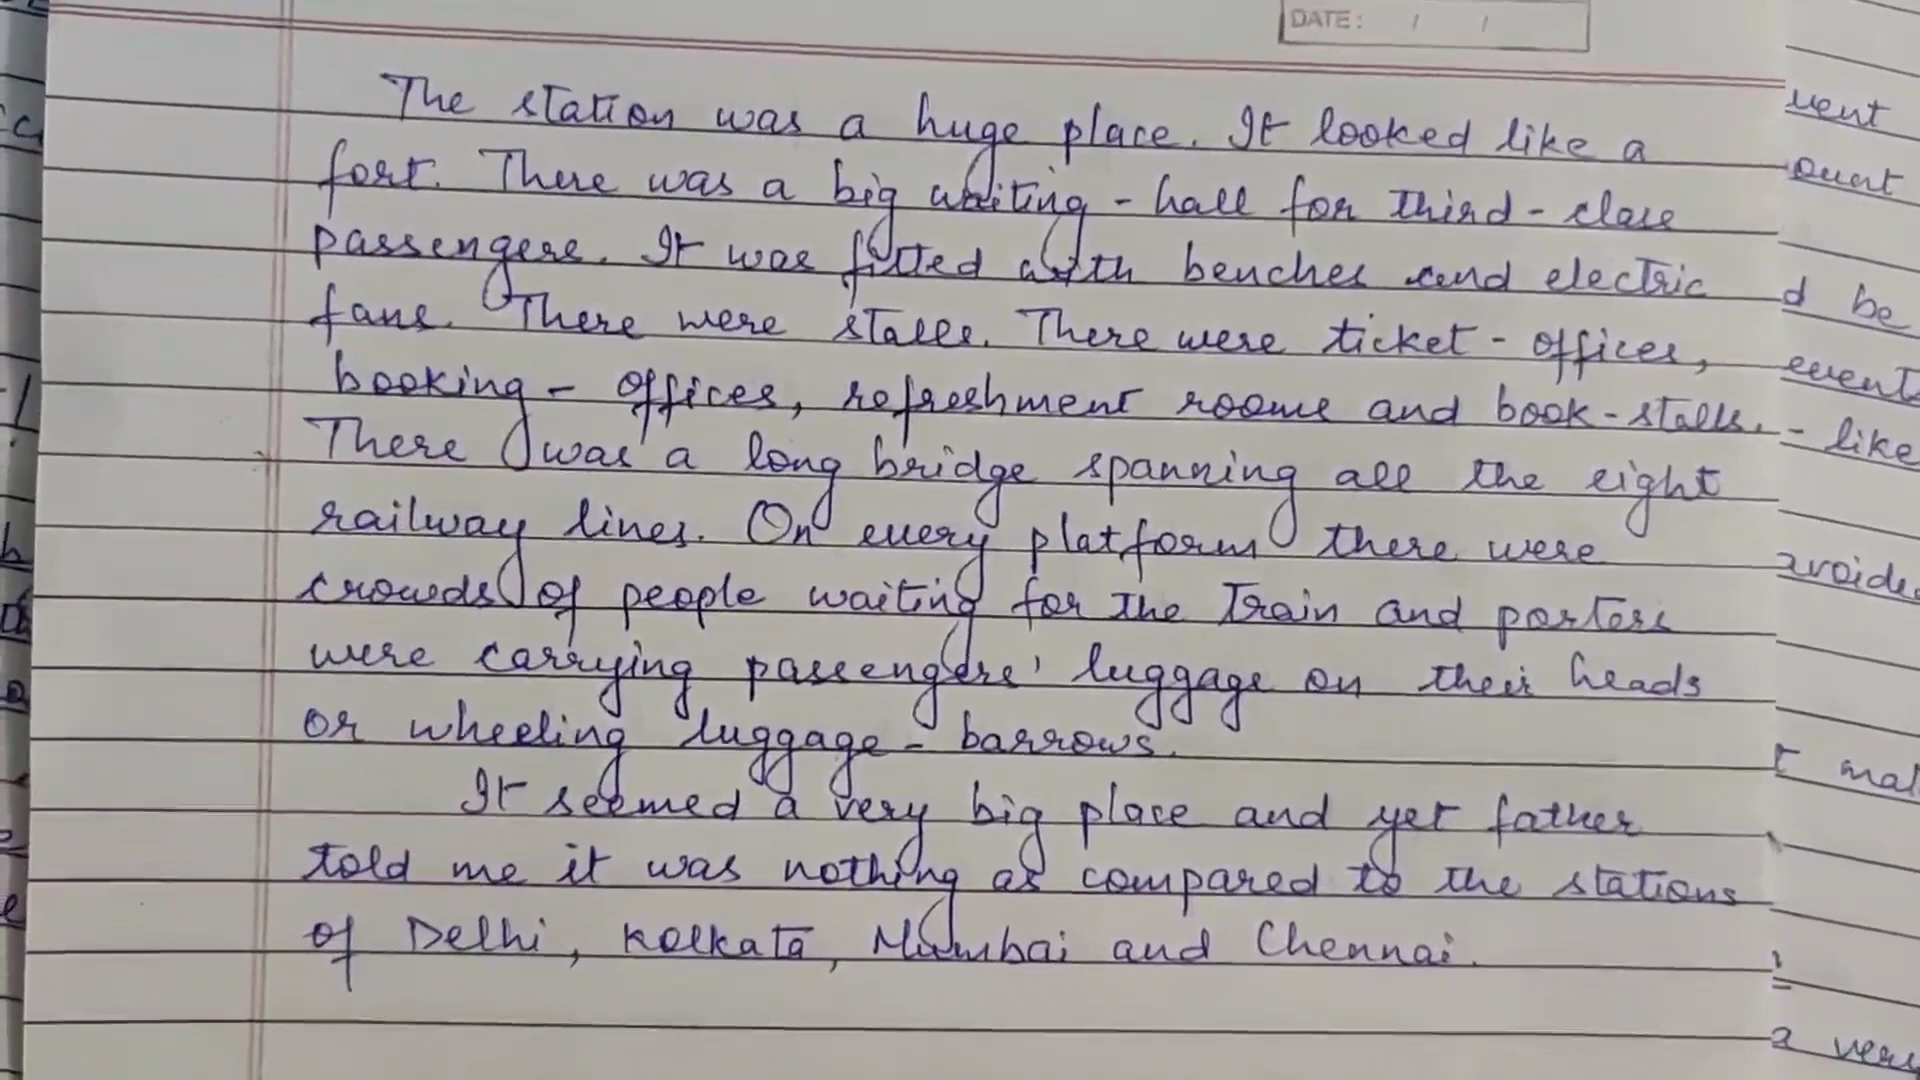 DATE: / /
The station was a huge place. It looked like a
fort. There was a big waiting-hall for third-class
passengers. It was fitted with benches and electric
fans. There were stalls. There were ticket-offices,
booking-offices, refreshment rooms and book-stalls.
There was a long bridge spanning all the eight
railway lines. On every platform there were
crowds of people waiting for the train and porters
were carrying passengers' luggage on their heads
or wheeling luggage-barrows.
It seemed a very big place and yet father
told me it was nothing as compared to the stations
of Delhi, Kolkata, Mumbai and Chennai.
d be
- like